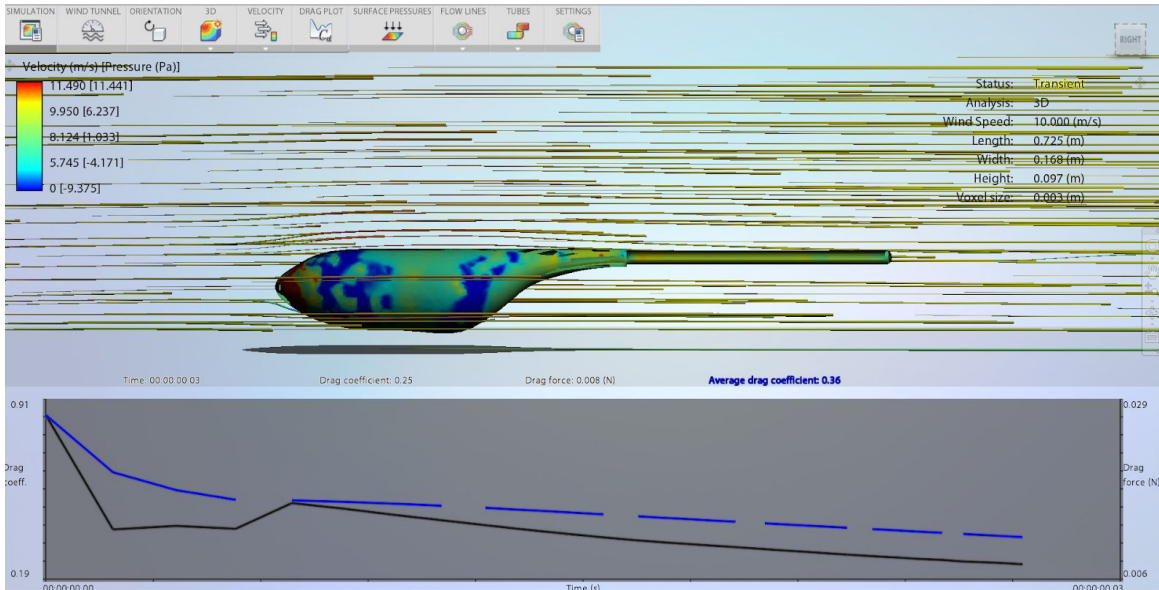 SIMULATION WIND TUNNEL ORIENTATION 3D VELOCITY DRAG PLOT SURFACE PRESSURES FLOW LINES TUBES SETTINGS
Cd
RIGHT
Velocity (m/s) [Pressure (Pa)]
11.490 [11.441]
9.950 [6.237]
8.124 [1.033]
5.745 [-4.171]
0 [-9.375]
Status: Transient
Analysis: 3D
Wind Speed: 10.000 (m/s)
Length: 0.725 (m)
Width: 0.168 (m)
Height: 0.097 (m)
Voxel size: 0.003 (m)
Time: 00:00:00.03 Drag coefficient: 0.25 Drag force: 0.008 (N) Average drag coefficient: 0.36
0.91
Drag
coeff.
0.19
0.029
Drag
force (N)
0.006
00:00:00.00 Time (s) 00:00:00.03